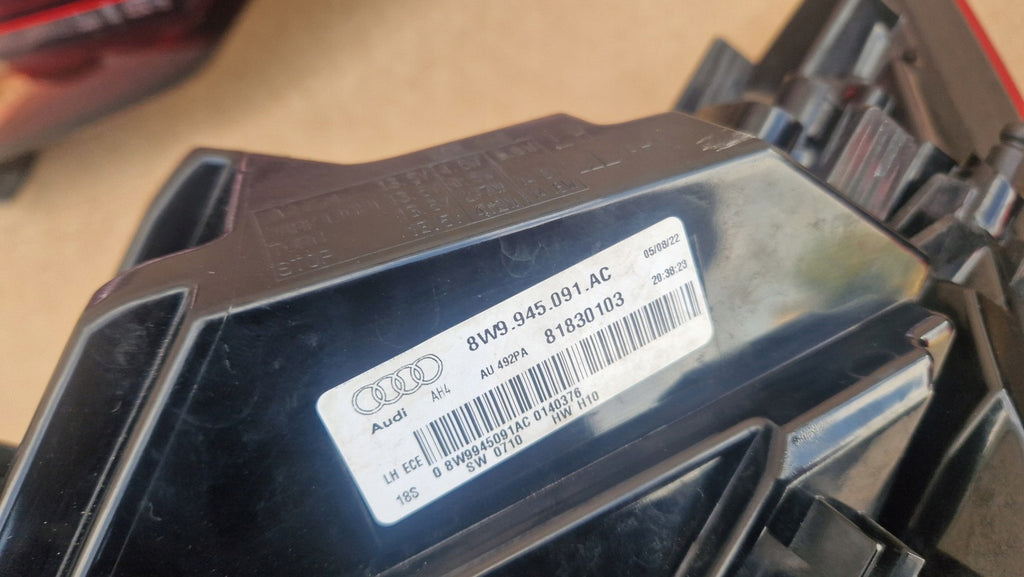 8W9.945.091.AC
05/08/22
Audi
AH4
AU 492PA
81830103
20:38:23
LH ECE
0 8W9945091AC 0140376
18S
SW 0710
HW H10
STOP